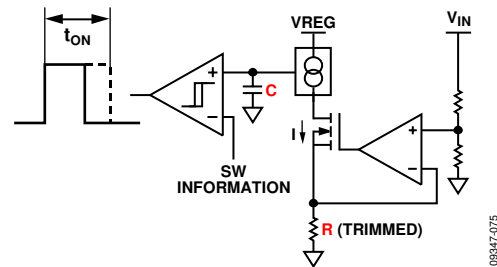 VREG
VIN
tON
+
C
–
I
+
–
SW
INFORMATION
R (TRIMMED)
09347-075